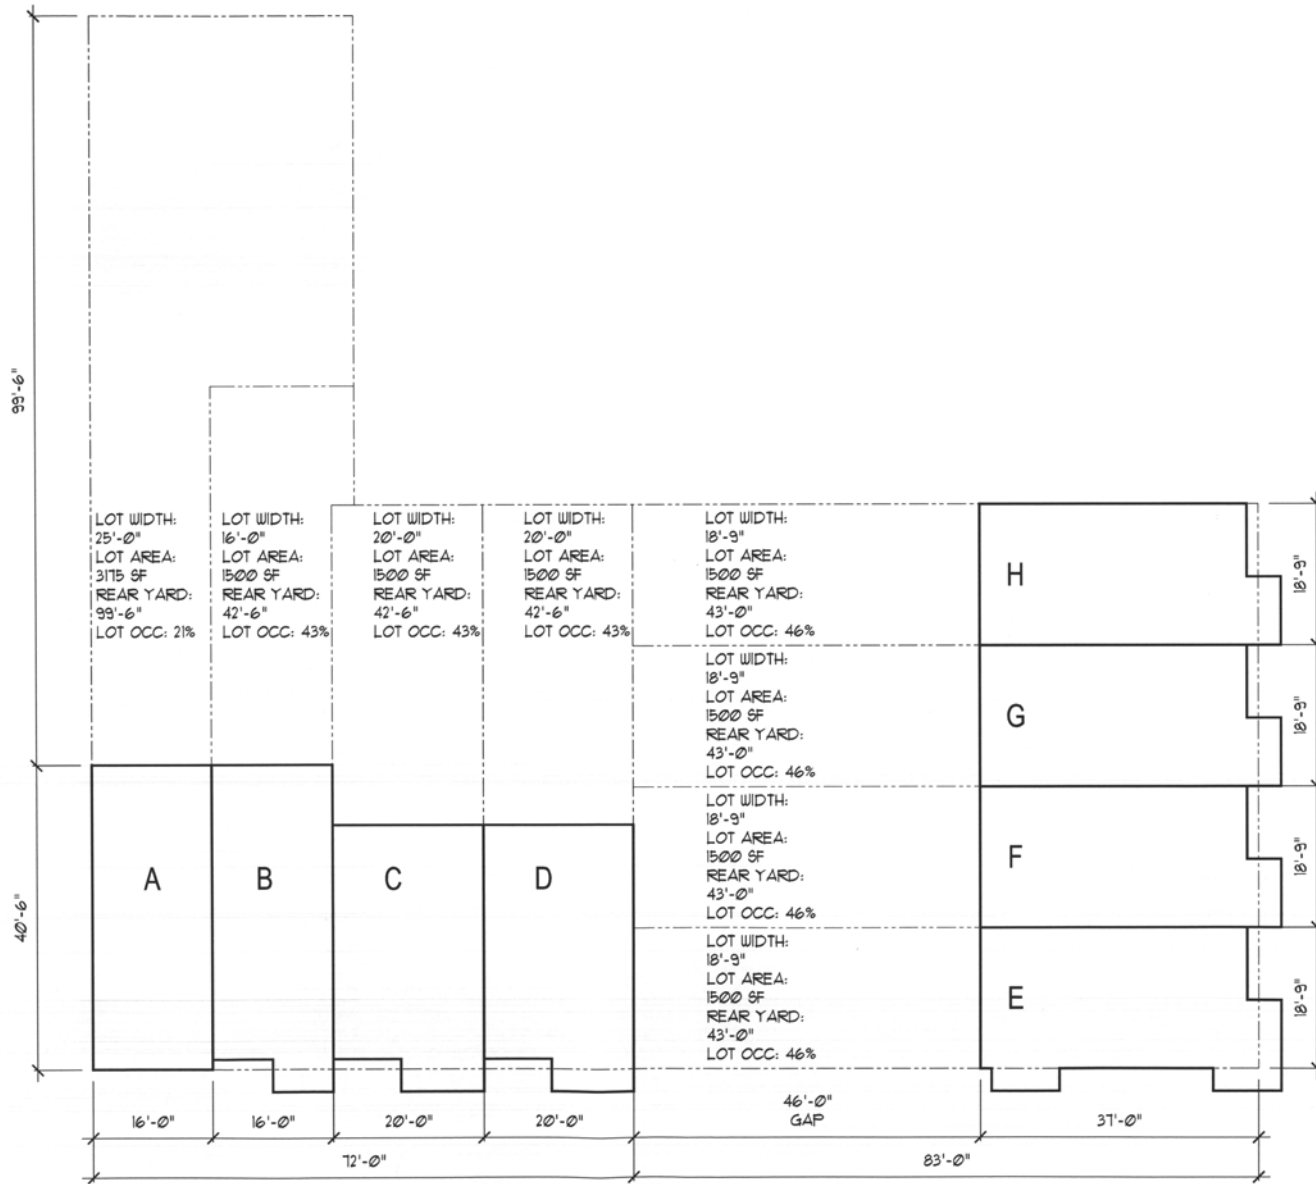 99'-6"
40'-6"
LOT WIDTH:
25'-0"
LOT AREA:
3175 SF
REAR YARD:
99'-6"
LOT OCC: 21%
LOT WIDTH:
16'-0"
LOT AREA:
1500 SF
REAR YARD:
42'-6"
LOT OCC: 43%
LOT WIDTH:
20'-0"
LOT AREA:
1500 SF
REAR YARD:
42'-6"
LOT OCC: 43%
LOT WIDTH:
20'-0"
LOT AREA:
1500 SF
REAR YARD:
42'-6"
LOT OCC: 43%
LOT WIDTH:
18'-9"
LOT AREA:
1500 SF
REAR YARD:
43'-0"
LOT OCC: 46%
H
18'-9"
LOT WIDTH:
18'-9"
LOT AREA:
1500 SF
REAR YARD:
43'-0"
LOT OCC: 46%
G
18'-9"
LOT WIDTH:
18'-9"
LOT AREA:
1500 SF
REAR YARD:
43'-0"
LOT OCC: 46%
F
18'-9"
LOT WIDTH:
18'-9"
LOT AREA:
1500 SF
REAR YARD:
43'-0"
LOT OCC: 46%
E
18'-9"
A
B
C
D
16'-0"
16'-0"
20'-0"
20'-0"
46'-0"
GAP
37'-0"
72'-0"
83'-0"